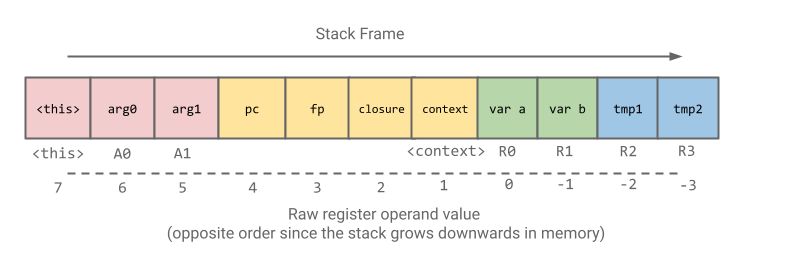 Stack Frame
<this> arg0 arg1 pc fp closure context var a var b tmp1 tmp2
<this> A0 A1 <context> R0 R1 R2 R3
7 6 5 4 3 2 1 0 -1 -2 -3
Raw register operand value
(opposite order since the stack grows downwards in memory)